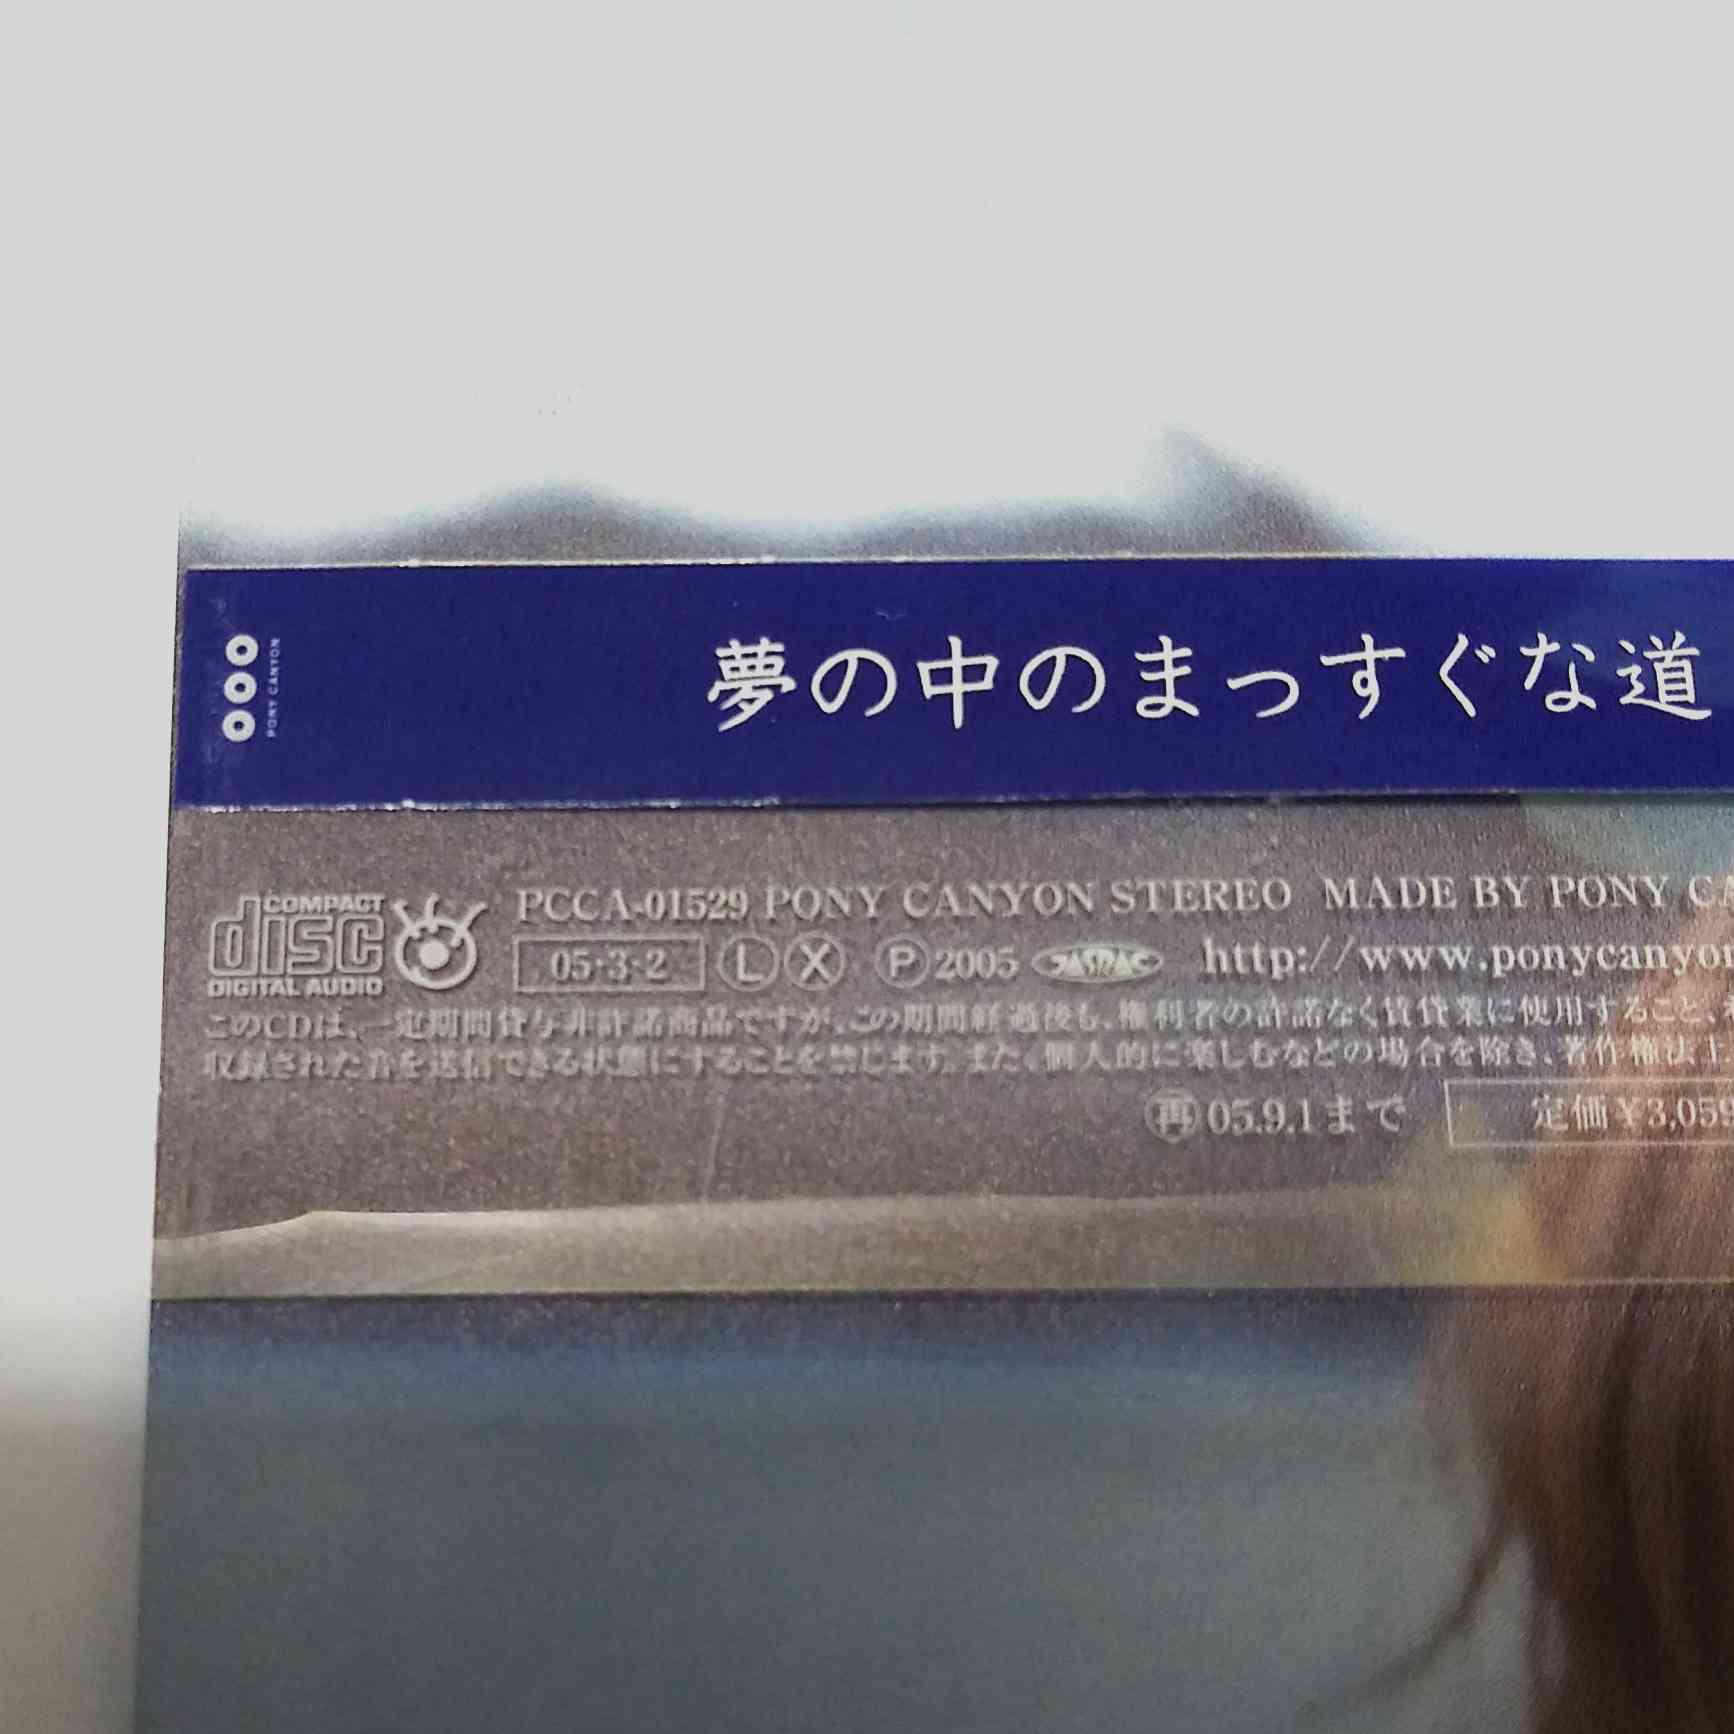 PONY CANYON
夢の中のまっすぐな道
COMPACT
disc
DIGITAL AUDIO
PCCA-01529 PONY CANYON STEREO MADE BY PONY CA
05・3・2 Ⓛ Ⓧ Ⓟ2005 JASRAC http://www.ponycanyon
このCDは、一定期間貸与非許諾商品ですが、この期間経過後も、権利者の許諾なく賃貸業に使用すること、
収録された音を送信できる状態にすることを禁じます。また、個人的に楽しむなどの場合を除き、著作権法上
㊢05.9.1まで 定価¥3,059